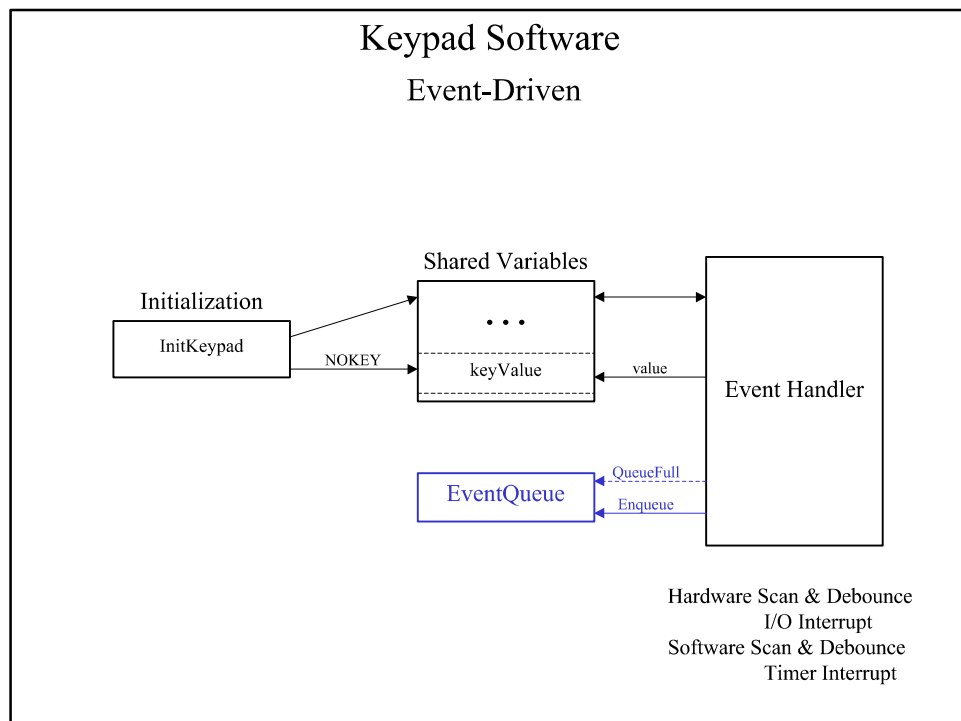 Keypad Software
Event-Driven
Shared Variables
Initialization
InitKeypad
...
NOKEY
keyValue
value
Event Handler
QueueFull
EventQueue
Enqueue
Hardware Scan & Debounce
I/O Interrupt
Software Scan & Debounce
Timer Interrupt